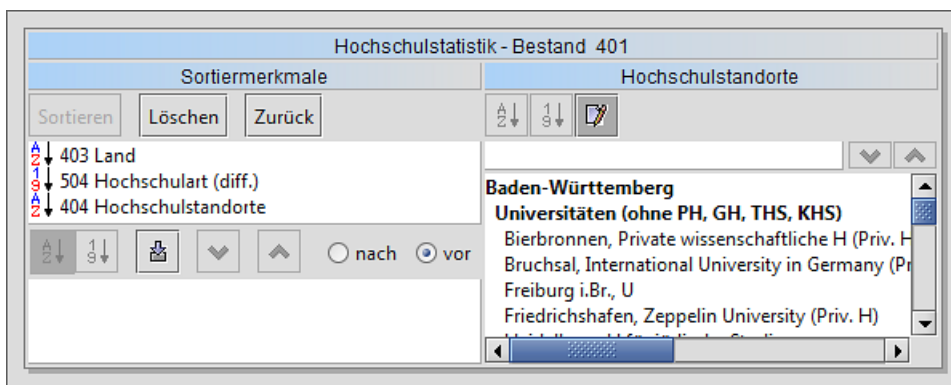 Hochschulstatistik - Bestand 401
Sortiermerkmale
Hochschulstandorte
Sortieren Löschen Zurück
403 Land
504 Hochschulart (diff.)
404 Hochschulstandorte
nach vor
Baden-Württemberg
Universitäten (ohne PH, GH, THS, KHS)
Bierbronnen, Private wissenschaftliche H (Priv. H
Bruchsal, International University in Germany (Pr
Freiburg i.Br., U
Friedrichshafen, Zeppelin University (Priv. H)